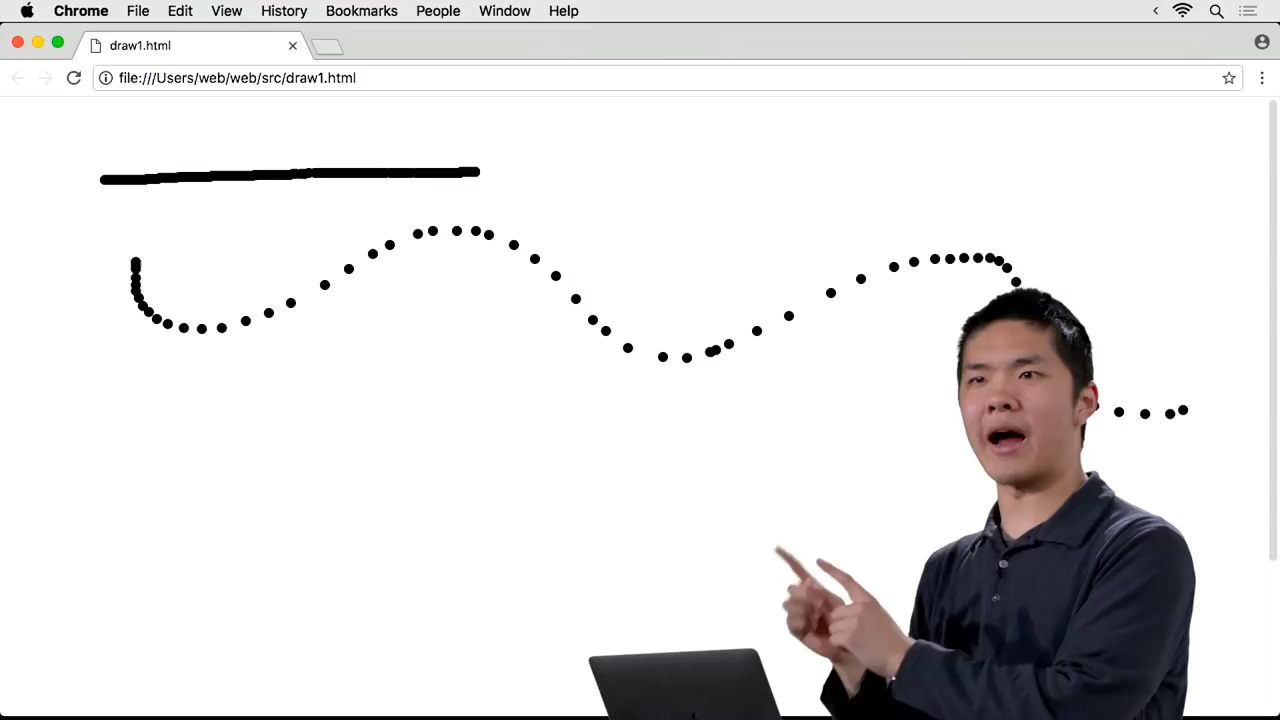 Chrome File Edit View History Bookmarks People Window Help
draw1.html
file:///Users/web/web/src/draw1.html